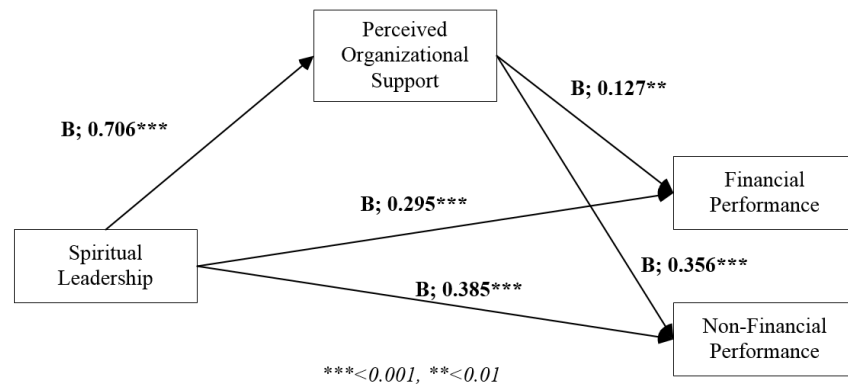 Perceived
Organizational
Support
B; 0.127**
B; 0.706***
Financial
Performance
B; 0.295***
Spiritual
Leadership
B; 0.356***
B; 0.385***
Non-Financial
Performance
***<0.001, **<0.01